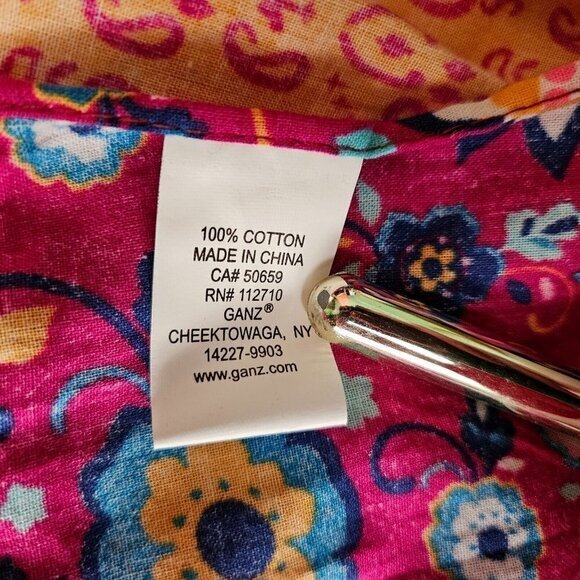 100% COTTON
MADE IN CHINA
CA# 50659
RN# 112710
GANZ®
CHEEKTOWAGA, NY
14227-9903
www.ganz.com